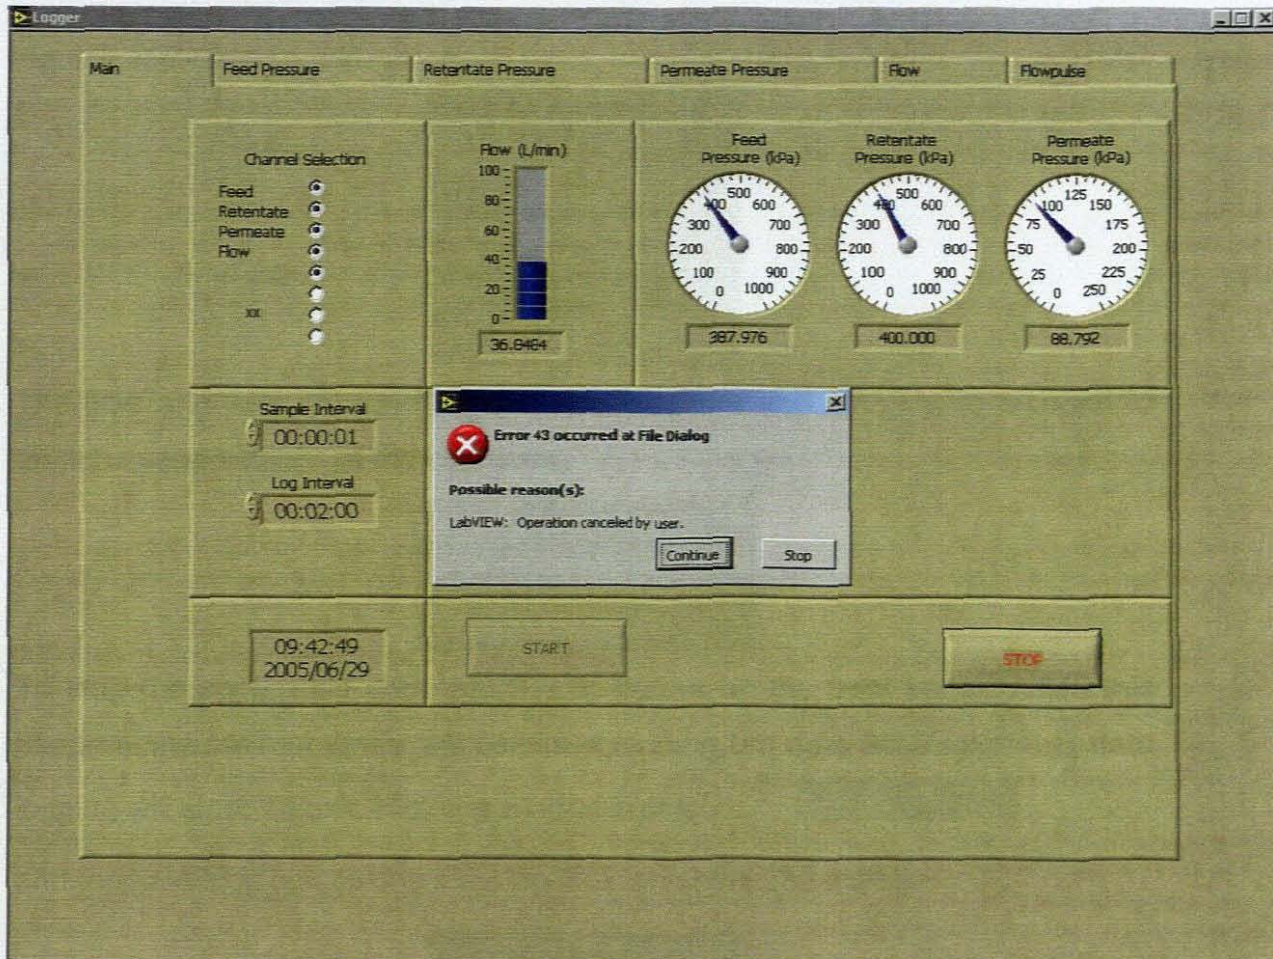 Logger
Main
Feed Pressure
Retentate Pressure
Permeate Pressure
Flow
Flowpulse
Channel Selection
Feed
Retentate
Permeate
Flow
xx
Flow (L/min)
100
80
60
40
20
0
36.8484
Feed
Pressure (kPa)
0
100
200
300
400
500
600
700
800
900
1000
387.976
Retentate
Pressure (kPa)
0
100
200
300
400
500
600
700
800
900
1000
400.000
Permeate
Pressure (kPa)
0
25
50
75
100
125
150
175
200
225
250
88.792
Sample Interval
00:00:01
Log Interval
00:02:00
Error 43 occurred at File Dialog
Possible reason(s):
LabVIEW: Operation canceled by user.
Continue
Stop
09:42:49
2005/06/29
START
STOP